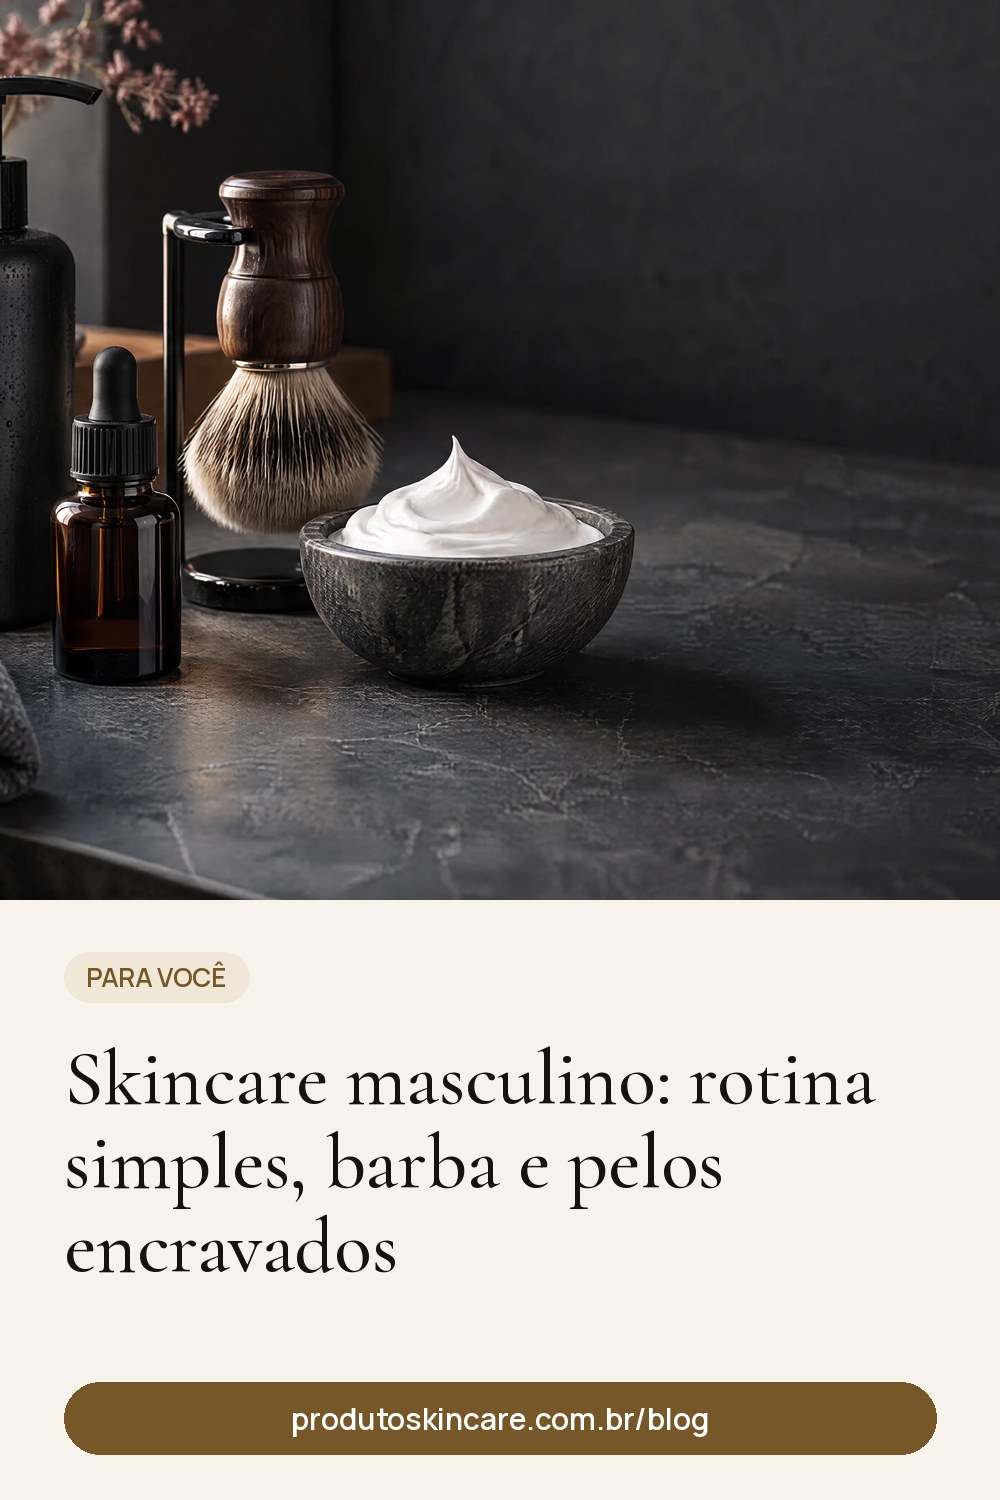 PARA VOCÊ
Skincare masculino: rotina
simples, barba e pelos
encravados
produtoskincare.com.br/blog